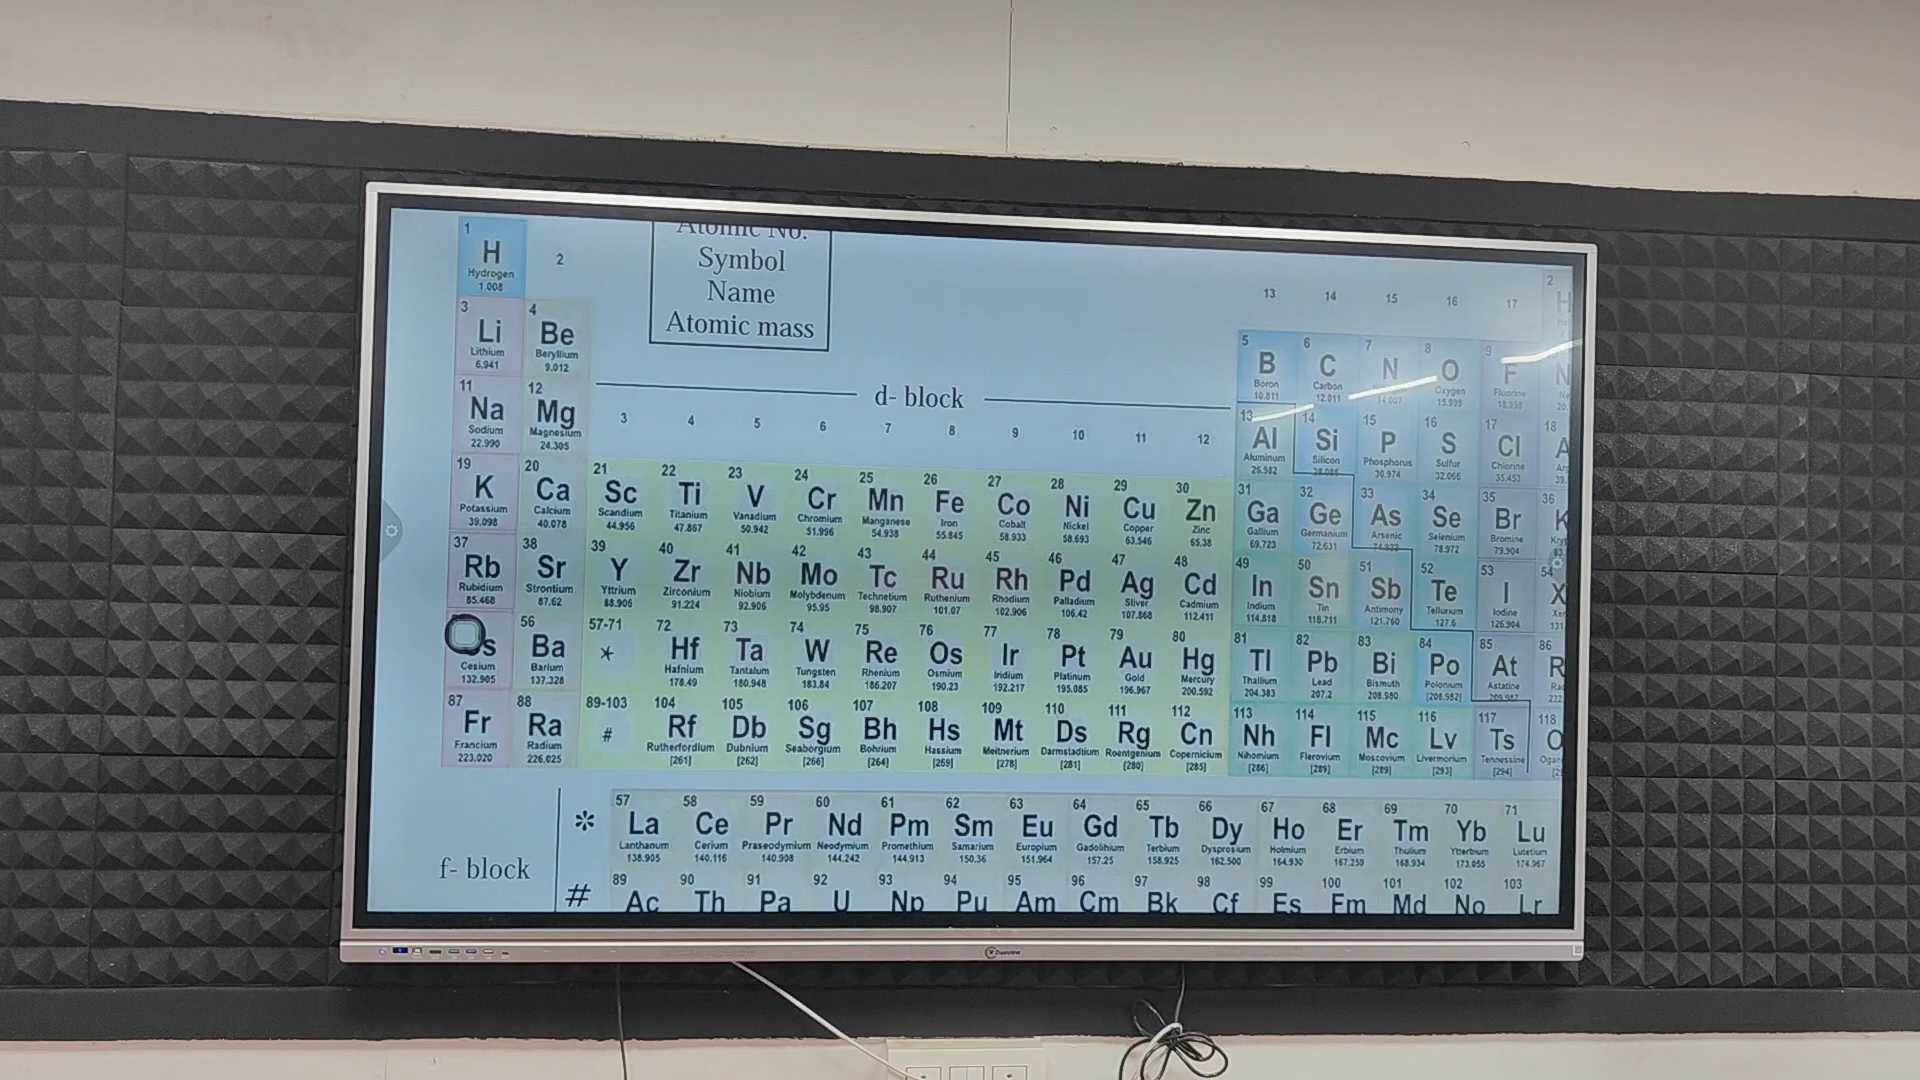 1
H
Hydrogen
1.008
2
Atomic No.
Symbol
Name
Atomic mass
13 14 15 16 17
2
3 4
Li Be
Lithium Beryllium
6.941 9.012
5 6 7 8 9
B C N O F
Boron Carbon Oxygen Fluorine
10.811 12.011 14.007 15.999 18.998
11 12
Na Mg
Sodium Magnesium
22.990 24.305
d- block
3 4 5 6 7 8 9 10 11 12
13 14 15 16 17 18
Al Si P S Cl
Aluminum Silicon Phosphorus Sulfur Chlorine
26.982 28.086 30.974 32.066 35.453
19 20 21 22 23 24 25 26 27 28 29 30 31 32 33 34 35 36
K Ca Sc Ti V Cr Mn Fe Co Ni Cu Zn Ga Ge As Se Br
Potassium Calcium Scandium Titanium Vanadium Chromium Manganese Iron Cobalt Nickel Copper Zinc Gallium Germanium Arsenic Selenium Bromine
39.098 40.078 44.956 47.867 50.942 51.996 54.938 55.845 58.933 58.693 63.546 65.38 69.723 72.631 74.922 78.972 79.904
37 38 39 40 41 42 43 44 45 46 47 48 49 50 51 52 53 54
Rb Sr Y Zr Nb Mo Tc Ru Rh Pd Ag Cd In Sn Sb Te I
Rubidium Strontium Yttrium Zirconium Niobium Molybdenum Technetium Ruthenium Rhodium Palladium Silver Cadmium Indium Tin Antimony Tellurium Iodine
85.468 87.62 88.906 91.224 92.906 95.95 98.907 101.07 102.906 106.42 107.868 112.411 114.818 118.711 121.760 127.6 126.904
56 57-71 72 73 74 75 76 77 78 79 80 81 82 83 84 85 86
s Ba * Hf Ta W Re Os Ir Pt Au Hg Tl Pb Bi Po At
Cesium Barium Hafnium Tantalum Tungsten Rhenium Osmium Iridium Platinum Gold Mercury Thallium Lead Bismuth Polonium Astatine
132.905 137.328 178.49 180.948 183.84 186.207 190.23 192.217 195.085 196.967 200.592 204.383 207.2 208.980 [208.982] 209.987
87 88 89-103 104 105 106 107 108 109 110 111 112 113 114 115 116 117 118
Fr Ra # Rf Db Sg Bh Hs Mt Ds Rg Cn Nh Fl Mc Lv Ts
Francium Radium Rutherfordium Dubnium Seaborgium Bohrium Hassium Meitnerium Darmstadtium Roentgenium Copernicium Nihonium Flerovium Moscovium Livermorium Tennessine
223.020 226.025 [261] [262] [266] [264] [269] [278] [281] [280] [285] [286] [289] [289] [293] [294]
57 58 59 60 61 62 63 64 65 66 67 68 69 70 71
* La Ce Pr Nd Pm Sm Eu Gd Tb Dy Ho Er Tm Yb Lu
Lanthanum Cerium Praseodymium Neodymium Promethium Samarium Europium Gadolinium Terbium Dysprosium Holmium Erbium Thulium Ytterbium Lutetium
138.905 140.116 140.908 144.242 144.913 150.36 151.964 157.25 158.925 162.500 164.930 167.259 168.934 173.055 174.967
f- block
89 90 91 92 93 94 95 96 97 98 99 100 101 102 103
# Ac Th Pa U Np Pu Am Cm Bk Cf Es Fm Md No Lr